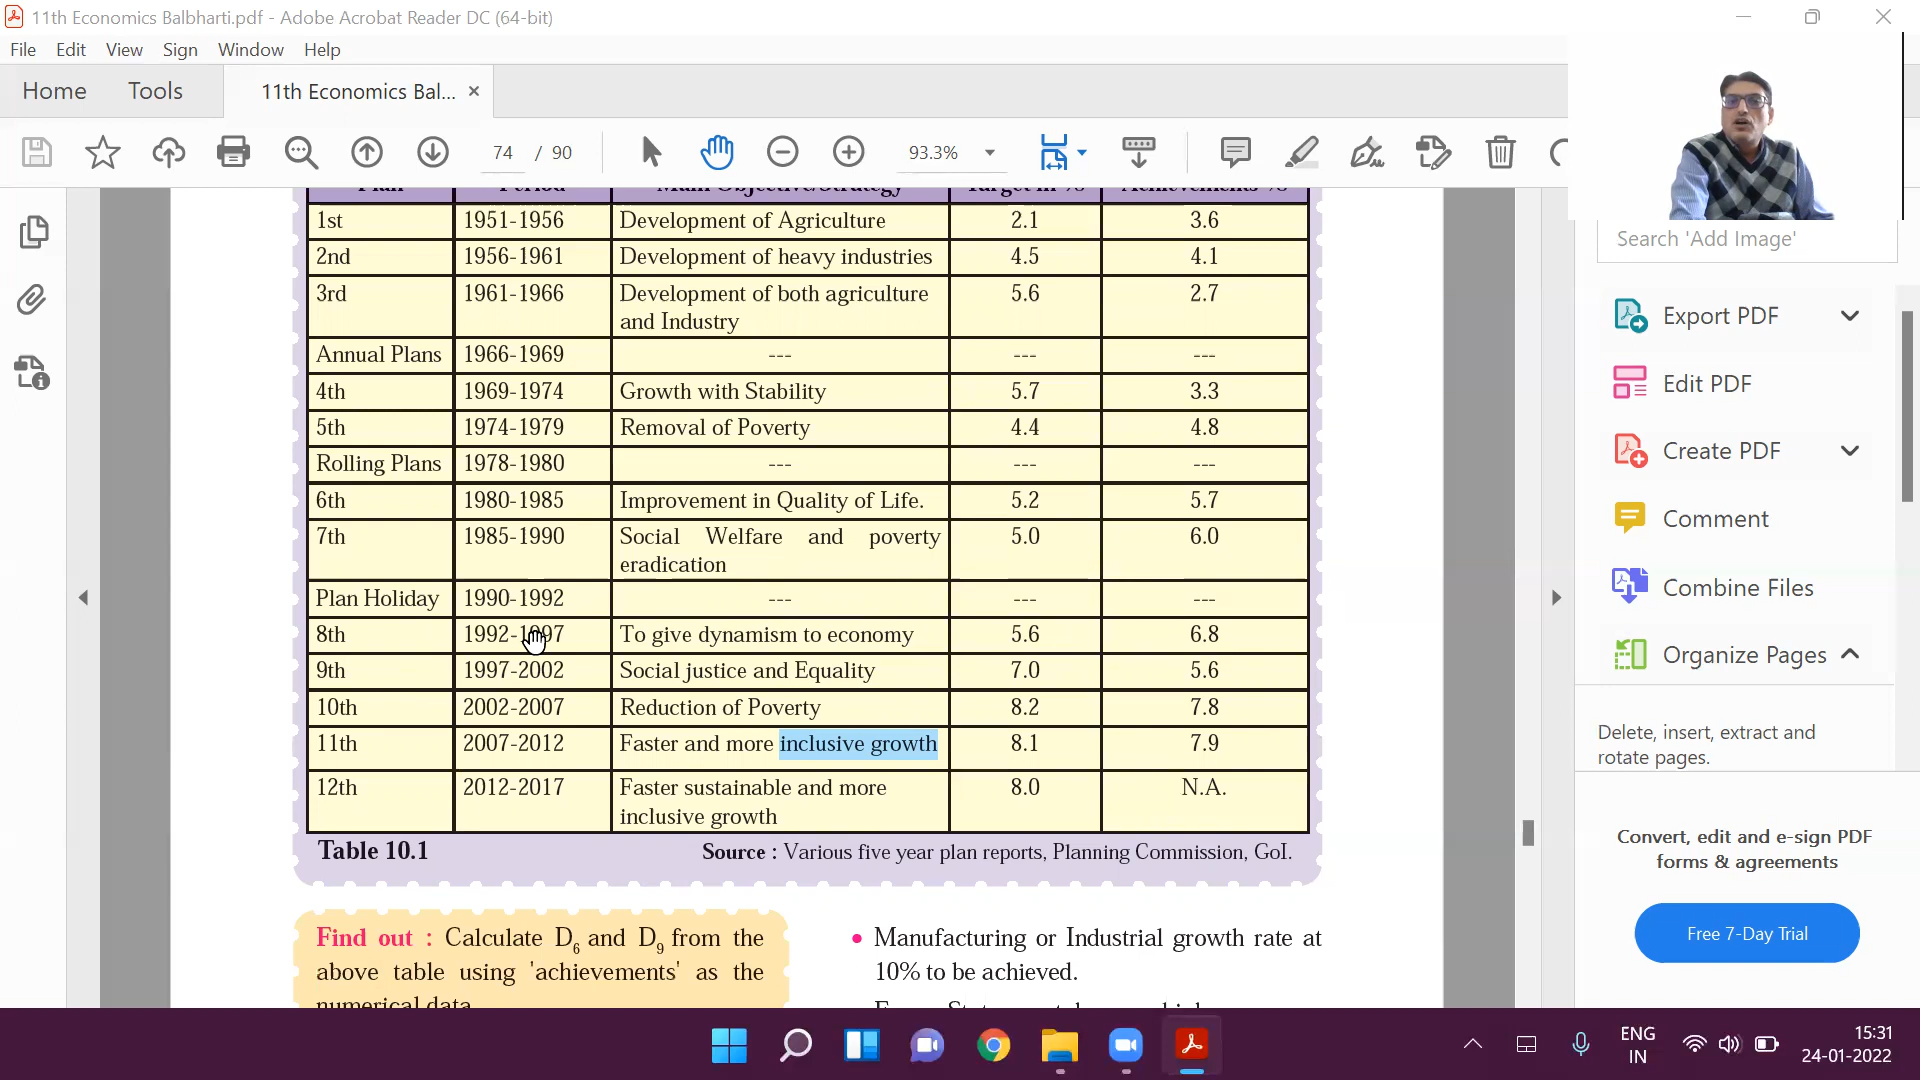 11th Economics Balbharti.pdf - Adobe Acrobat Reader DC (64-bit)
File Edit View Sign Window Help
Home Tools 11th Economics Bal... ×
74 / 90 93.3%
Plan Period Main Objective/Strategy Target in % Achievements %
1st 1951-1956 Development of Agriculture 2.1 3.6
2nd 1956-1961 Development of heavy industries 4.5 4.1
3rd 1961-1966 Development of both agriculture 5.6 2.7
and Industry
Annual Plans 1966-1969 --- --- ---
4th 1969-1974 Growth with Stability 5.7 3.3
5th 1974-1979 Removal of Poverty 4.4 4.8
Rolling Plans 1978-1980 --- --- ---
6th 1980-1985 Improvement in Quality of Life. 5.2 5.7
7th 1985-1990 Social Welfare and poverty 5.0 6.0
eradication
Plan Holiday 1990-1992 --- --- ---
8th 1992-1997 To give dynamism to economy 5.6 6.8
9th 1997-2002 Social justice and Equality 7.0 5.6
10th 2002-2007 Reduction of Poverty 8.2 7.8
11th 2007-2012 Faster and more inclusive growth 8.1 7.9
12th 2012-2017 Faster sustainable and more 8.0 N.A.
inclusive growth
Table 10.1 Source : Various five year plan reports, Planning Commission, GoI.
Find out : Calculate D6 and D9 from the
above table using 'achievements' as the
numerical data
• Manufacturing or Industrial growth rate at
10% to be achieved.
Search 'Add Image'
Export PDF
Edit PDF
Create PDF
Comment
Combine Files
Organize Pages
Delete, insert, extract and
rotate pages.
Convert, edit and e-sign PDF
forms & agreements
Free 7-Day Trial
ENG
IN
15:31
24-01-2022